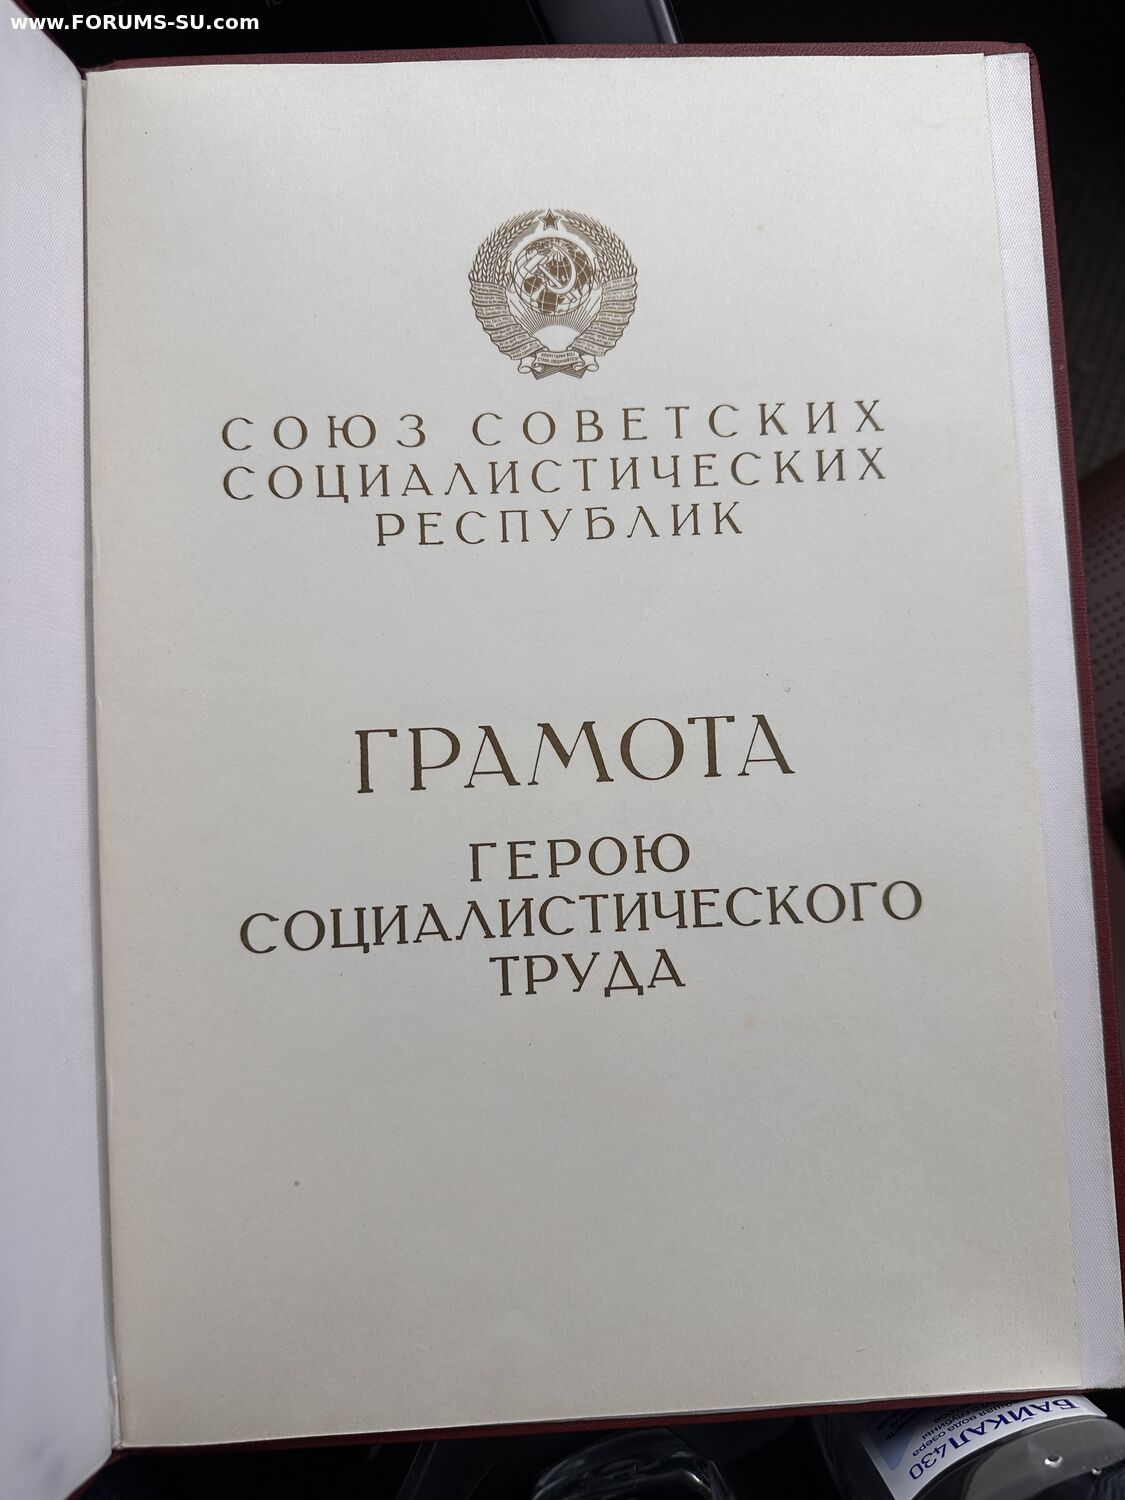 www.FORUMS-SU.com
СОЮЗ СОВЕТСКИХ
СОЦИАЛИСТИЧЕСКИХ
РЕСПУБЛИК
ГРАМОТА
ГЕРОЮ
СОЦИАЛИСТИЧЕСКОГО
ТРУДА
БАЙКАЛ430